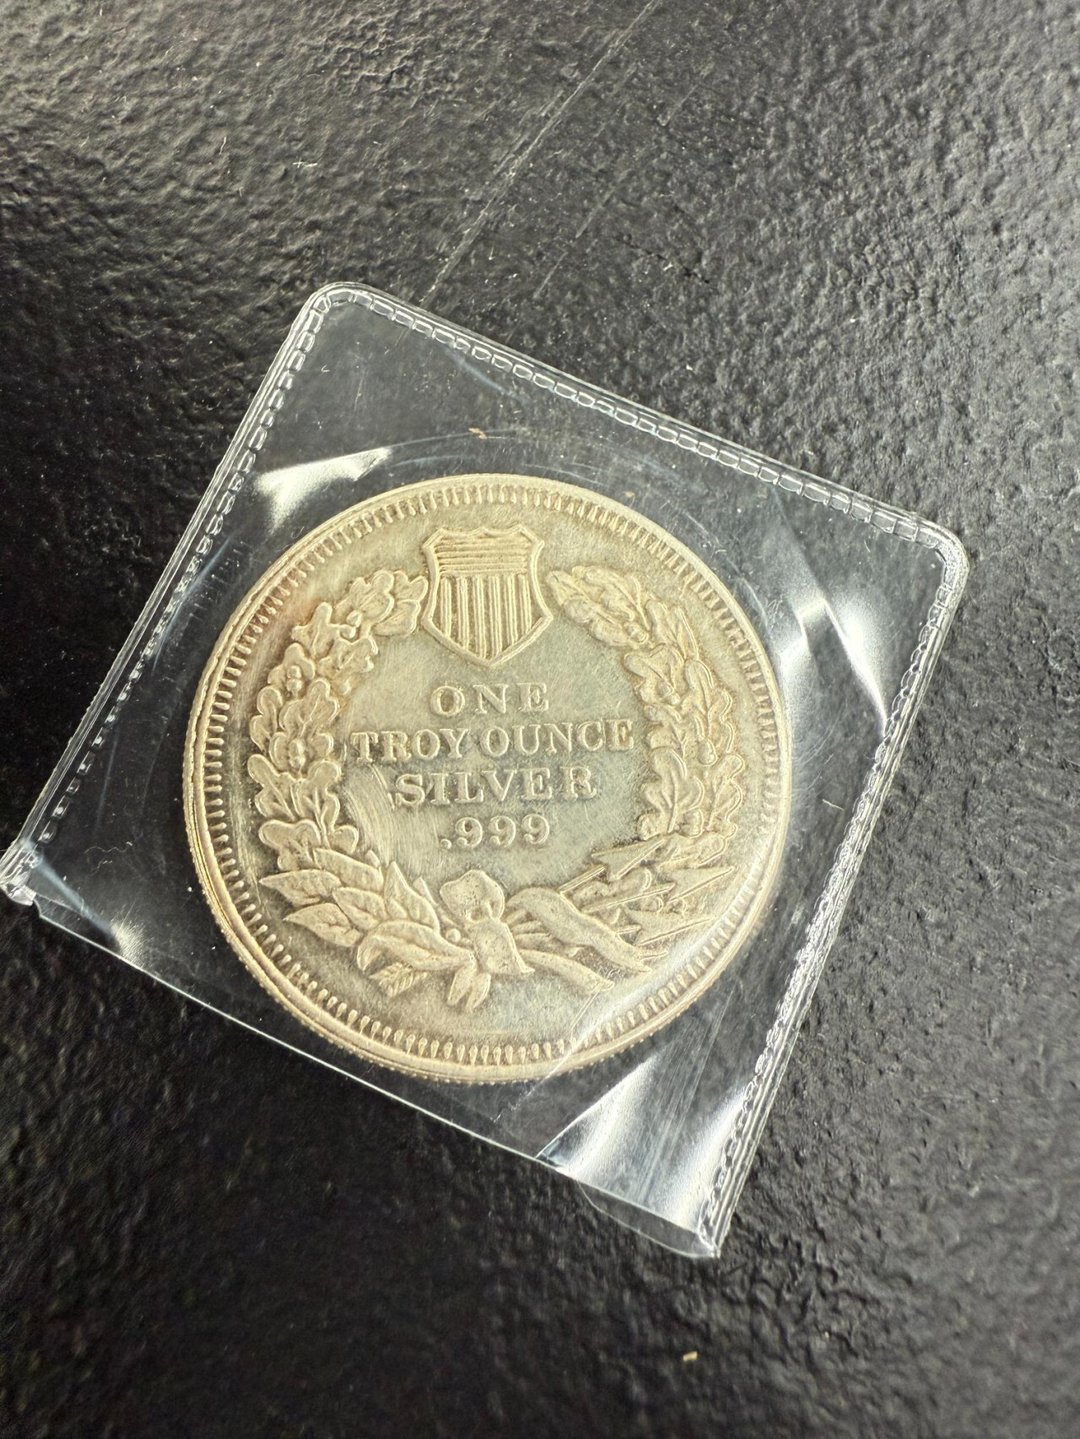 ONE
TROY OUNCE
SILVER
.999